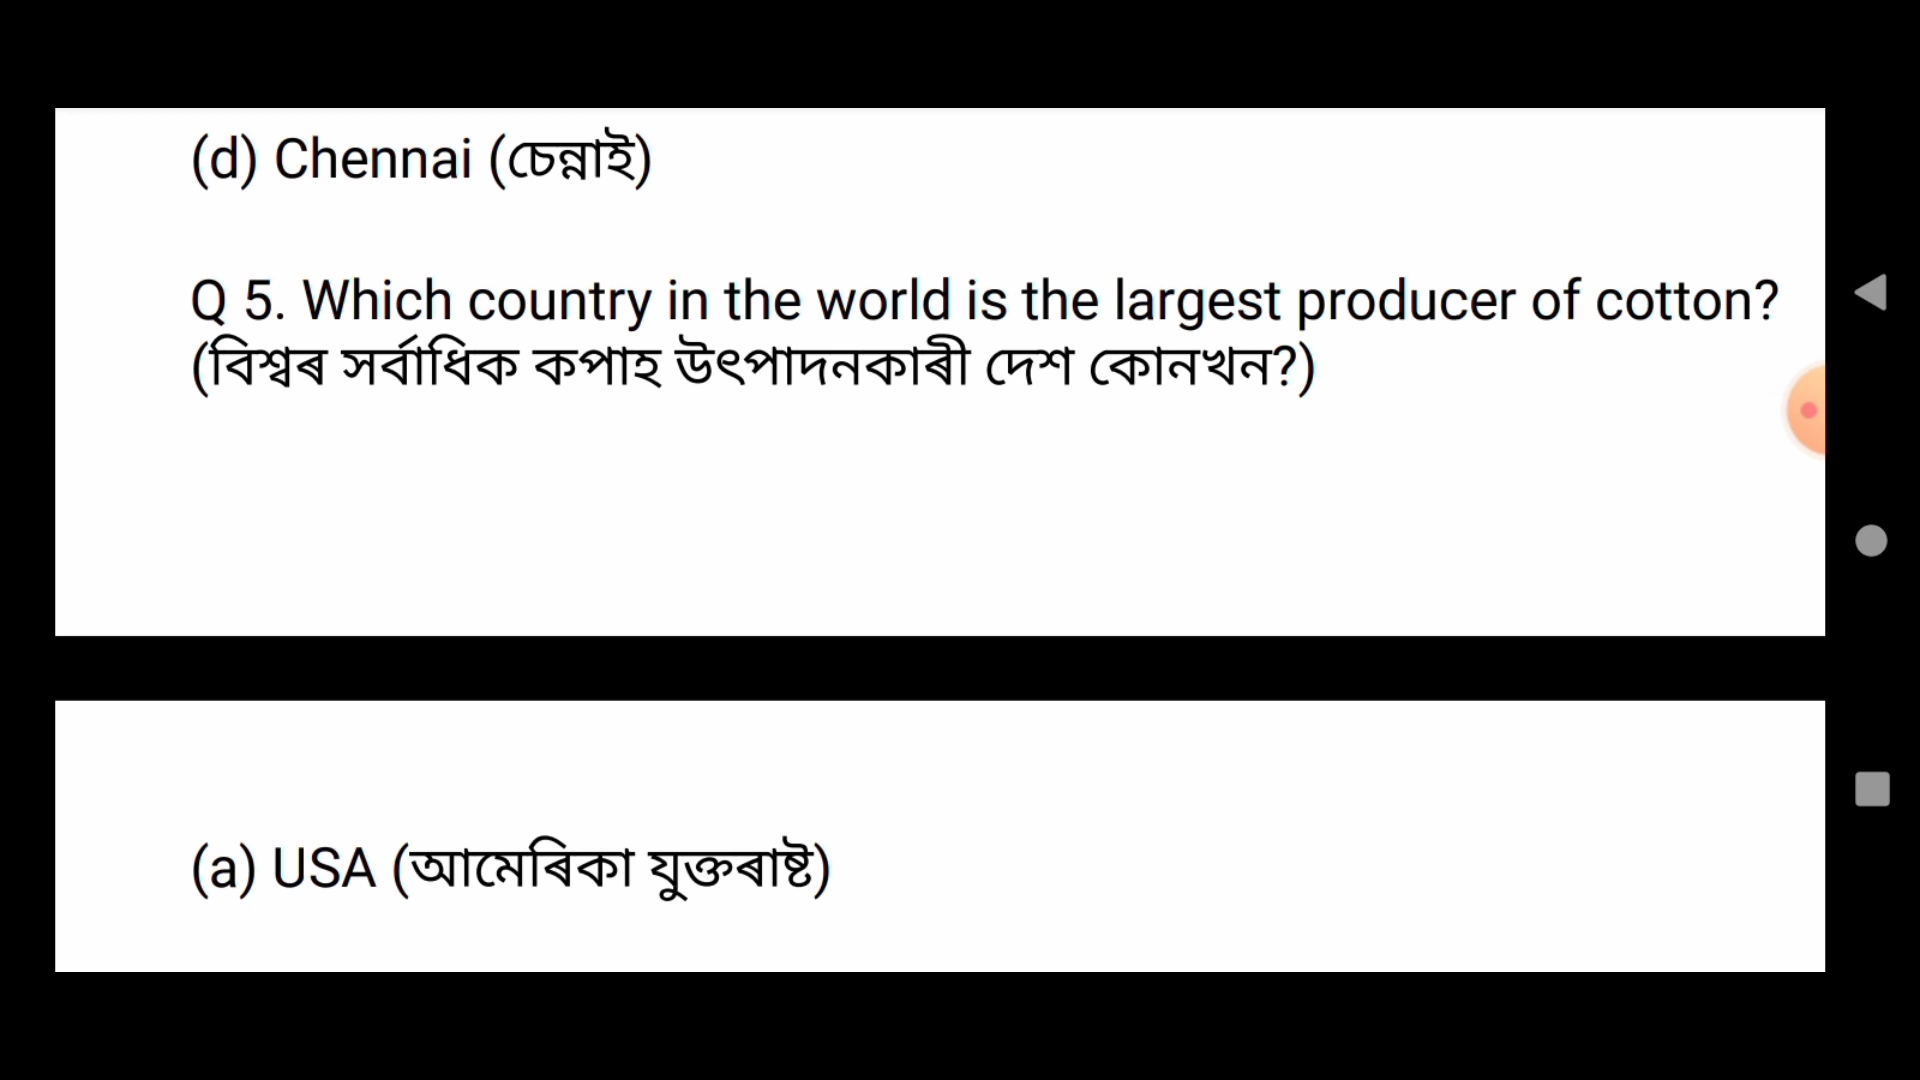 (d) Chennai (চেন্নাই)
Q 5. Which country in the world is the largest producer of cotton?
(বিশ্বৰ সৰ্বাধিক কপাহ উৎপাদনকাৰী দেশ কোনখন?)
(a) USA (আমেৰিকা যুক্তৰাষ্ট)